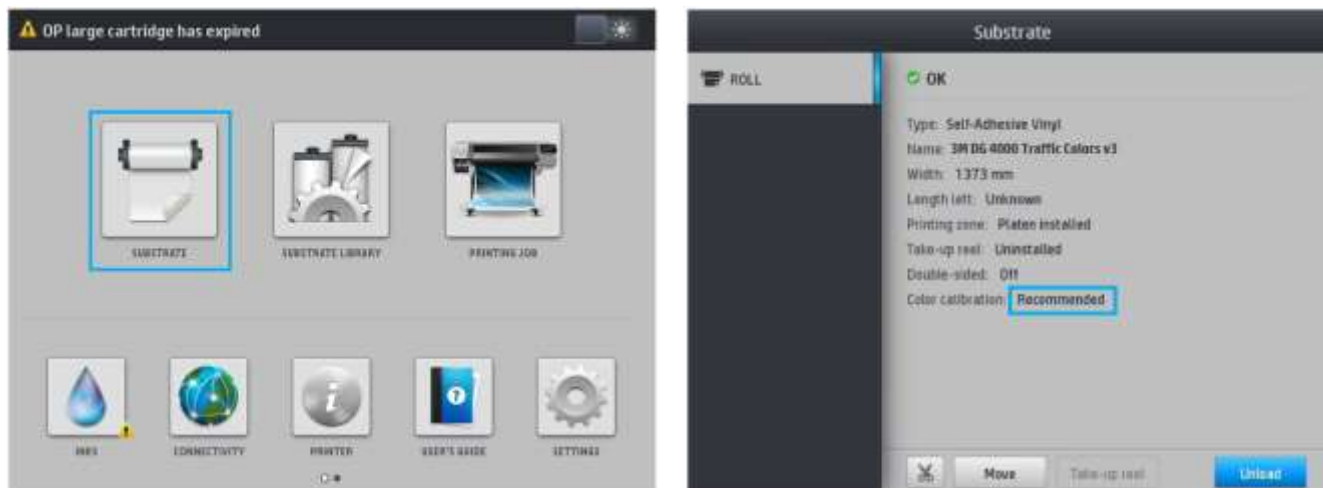 OP large cartridge has expired
SUBSTRATE
SUBSTRATE LIBRARY
PRINTING JOB
INKS
CONNECTIVITY
PRINTER
USER'S GUIDE
SETTINGS
Substrate
ROLL
OK
Type: Self-Adhesive Vinyl
Name: 3M DG 4000 Traffic Colors v3
Width: 1373 mm
Length left: Unknown
Printing zone: Platen installed
Take-up reel: Uninstalled
Double-sided: Off
Color calibration: Recommended
Move
Take-up reel
Unload